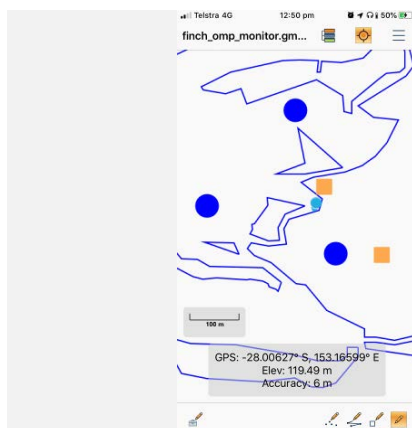 Telstra 4G 12:50 pm 50%
finch_omp_monitor.gm...
100 m
GPS: -28.00627° S, 153.16599° E
Elev: 119.49 m
Accuracy: 6 m